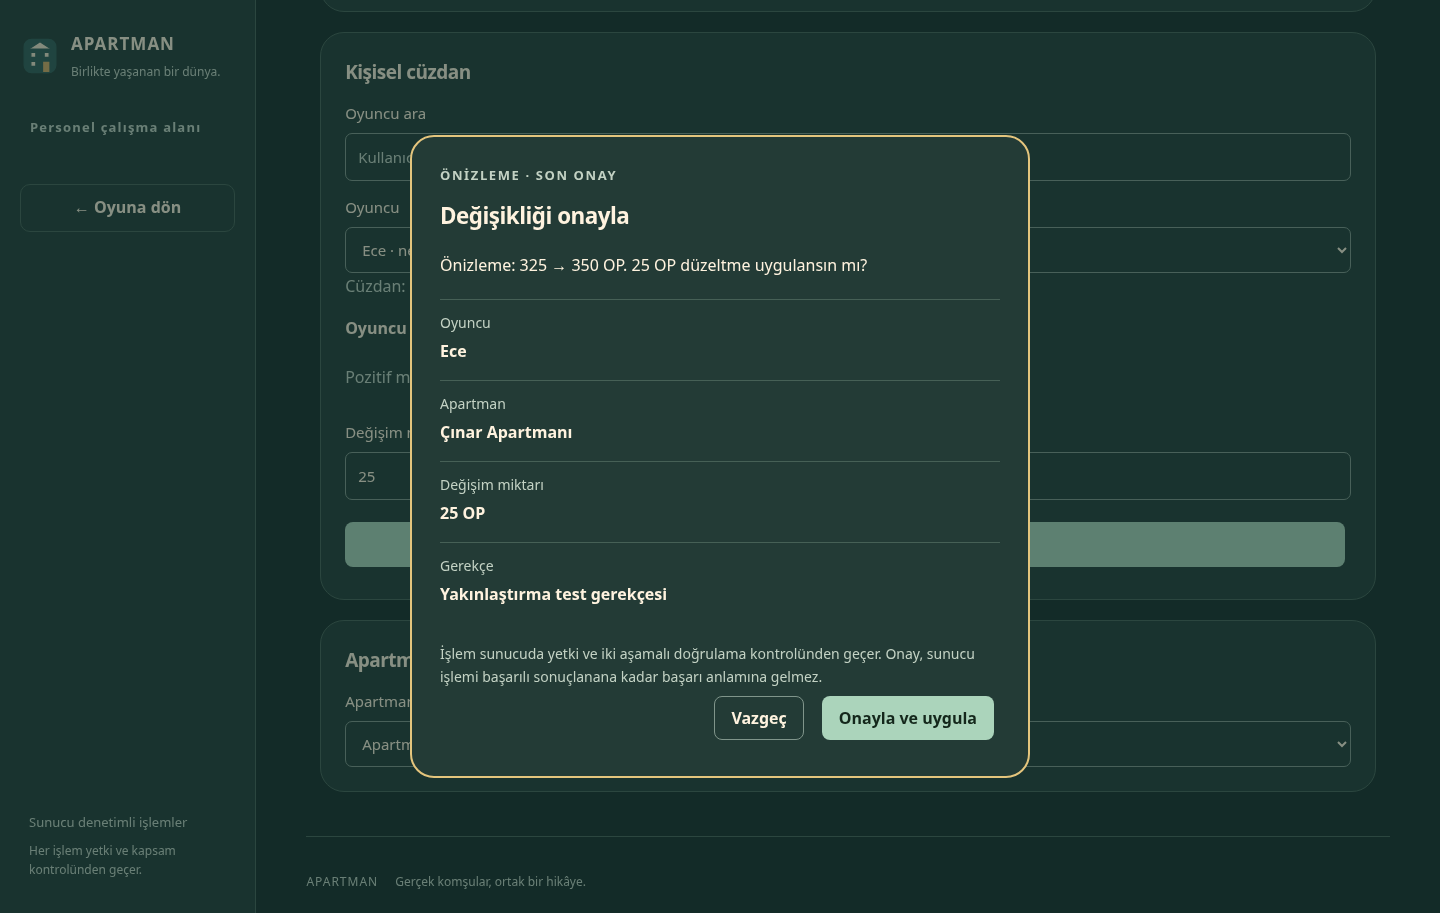 APARTMAN
Birlikte yaşanan bir dünya.
Personel çalışma alanı
← Oyuna dön
Sunucu denetimli işlemler
Her işlem yetki ve kapsam
kontrolünden geçer.
Kişisel cüzdan
Oyuncu ara
Oyuncu
Ece ·
Cüzdan:
Oyuncu
Pozitif
Değişim
25
ÖNİZLEME · SON ONAY
Değişikliği onayla
Önizleme: 325 → 350 OP. 25 OP düzeltme uygulansın mı?
Oyuncu
Ece
Apartman
Çınar Apartmanı
Değişim miktarı
25 OP
Gerekçe
Yakınlaştırma test gerekçesi
İşlem sunucuda yetki ve iki aşamalı doğrulama kontrolünden geçer. Onay, sunucu
işlemi başarılı sonuçlanana kadar başarı anlamına gelmez.
Vazgeç
Onayla ve uygula
APARTMAN
Gerçek komşular, ortak bir hikâye.